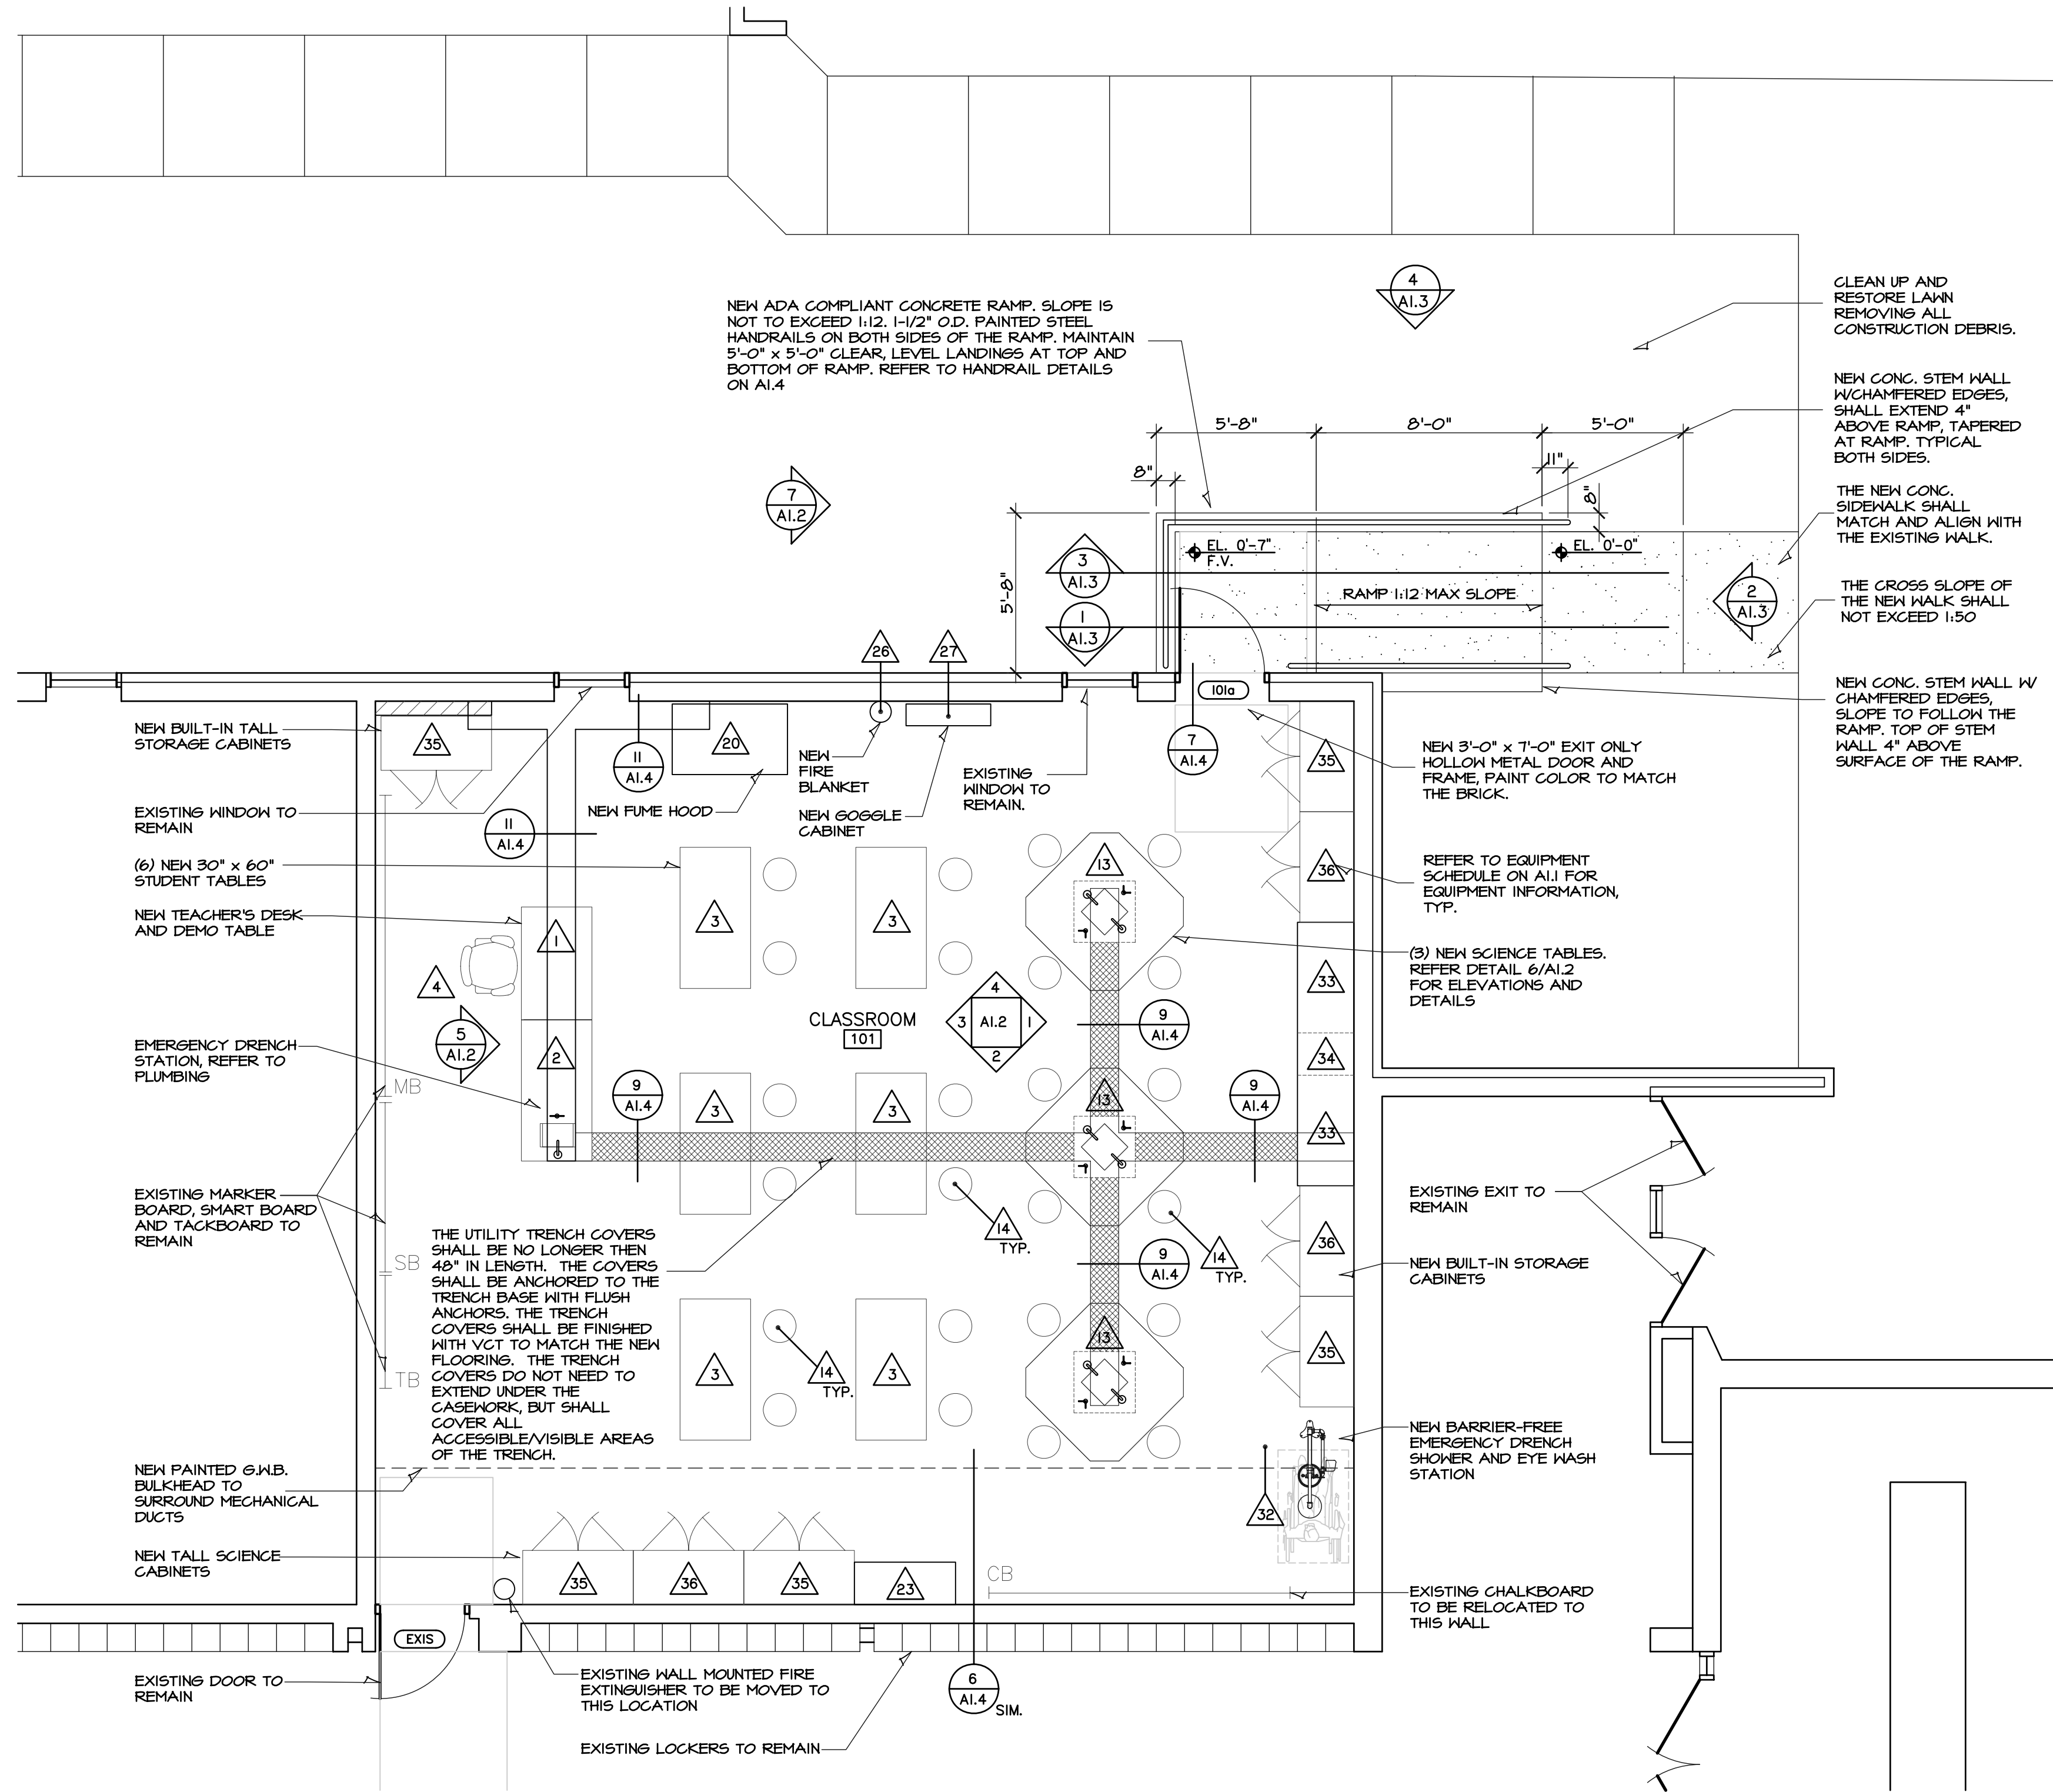 NEW ADA COMPLIANT CONCRETE RAMP. SLOPE IS
NOT TO EXCEED 1:12. 1-1/2" O.D. PAINTED STEEL
HANDRAILS ON BOTH SIDES OF THE RAMP. MAINTAIN
5'-0" x 5'-0" CLEAR, LEVEL LANDINGS AT TOP AND
BOTTOM OF RAMP. REFER TO HANDRAIL DETAILS
ON A1.4
4
A1.3
CLEAN UP AND
RESTORE LAWN
REMOVING ALL
CONSTRUCTION DEBRIS.
NEW CONC. STEM WALL
W/CHAMFERED EDGES,
SHALL EXTEND 4"
ABOVE RAMP, TAPERED
AT RAMP. TYPICAL
BOTH SIDES.
THE NEW CONC.
SIDEWALK SHALL
MATCH AND ALIGN WITH
THE EXISTING WALK.
THE CROSS SLOPE OF
THE NEW WALK SHALL
NOT EXCEED 1:50
NEW CONC. STEM WALL W/
CHAMFERED EDGES,
SLOPE TO FOLLOW THE
RAMP. TOP OF STEM
WALL 4" ABOVE
SURFACE OF THE RAMP.
5'-8"
8'-0"
5'-0"
8"
11"
8"
5'-8"
7
A1.2
3
A1.3
1
A1.3
2
A1.3
EL. 0'-7"
F.V.
EL. 0'-0"
RAMP 1:12 MAX SLOPE
26
27
101a
7
A1.4
NEW BUILT-IN TALL
STORAGE CABINETS
35
11
A1.4
20
NEW
FIRE
BLANKET
EXISTING
WINDOW TO
REMAIN.
35
NEW 3'-0" x 7'-0" EXIT ONLY
HOLLOW METAL DOOR AND
FRAME, PAINT COLOR TO MATCH
THE BRICK.
EXISTING WINDOW TO
REMAIN
11
A1.4
NEW FUME HOOD
NEW GOGGLE
CABINET
(6) NEW 30" x 60"
STUDENT TABLES
13
36
REFER TO EQUIPMENT
SCHEDULE ON A1.1 FOR
EQUIPMENT INFORMATION,
TYP.
NEW TEACHER'S DESK
AND DEMO TABLE
1
3
3
(3) NEW SCIENCE TABLES.
REFER DETAIL 6/A1.2
FOR ELEVATIONS AND
DETAILS
4
33
5
A1.2
CLASSROOM
101
4
3
A1.2
1
2
9
A1.4
EMERGENCY DRENCH
STATION, REFER TO
PLUMBING
2
34
MB
9
A1.4
3
3
13
9
A1.4
33
EXISTING MARKER
BOARD, SMART BOARD
AND TACKBOARD TO
REMAIN
EXISTING EXIT TO
REMAIN
14
TYP.
14
TYP.
36
SB
THE UTILITY TRENCH COVERS
SHALL BE NO LONGER THEN
48" IN LENGTH. THE COVERS
SHALL BE ANCHORED TO THE
TRENCH BASE WITH FLUSH
ANCHORS. THE TRENCH
COVERS SHALL BE FINISHED
WITH VCT TO MATCH THE NEW
FLOORING. THE TRENCH
COVERS DO NOT NEED TO
EXTEND UNDER THE
CASEWORK, BUT SHALL
COVER ALL
ACCESSIBLE/VISIBLE AREAS
OF THE TRENCH.
9
A1.4
NEW BUILT-IN STORAGE
CABINETS
TB
3
14
TYP.
3
13
35
NEW BARRIER-FREE
EMERGENCY DRENCH
SHOWER AND EYE WASH
STATION
NEW PAINTED G.W.B.
BULKHEAD TO
SURROUND MECHANICAL
DUCTS
32
NEW TALL SCIENCE
CABINETS
35
36
35
23
CB
EXISTING CHALKBOARD
TO BE RELOCATED TO
THIS WALL
EXIS
EXISTING DOOR TO
REMAIN
EXISTING WALL MOUNTED FIRE
EXTINGUISHER TO BE MOVED TO
THIS LOCATION
6
A1.4
SIM.
EXISTING LOCKERS TO REMAIN